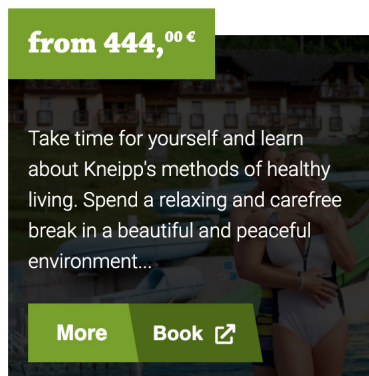 from 444,00 €
Take time for yourself and learn
about Kneipp's methods of healthy
living. Spend a relaxing and carefree
break in a beautiful and peaceful
environment...
More Book